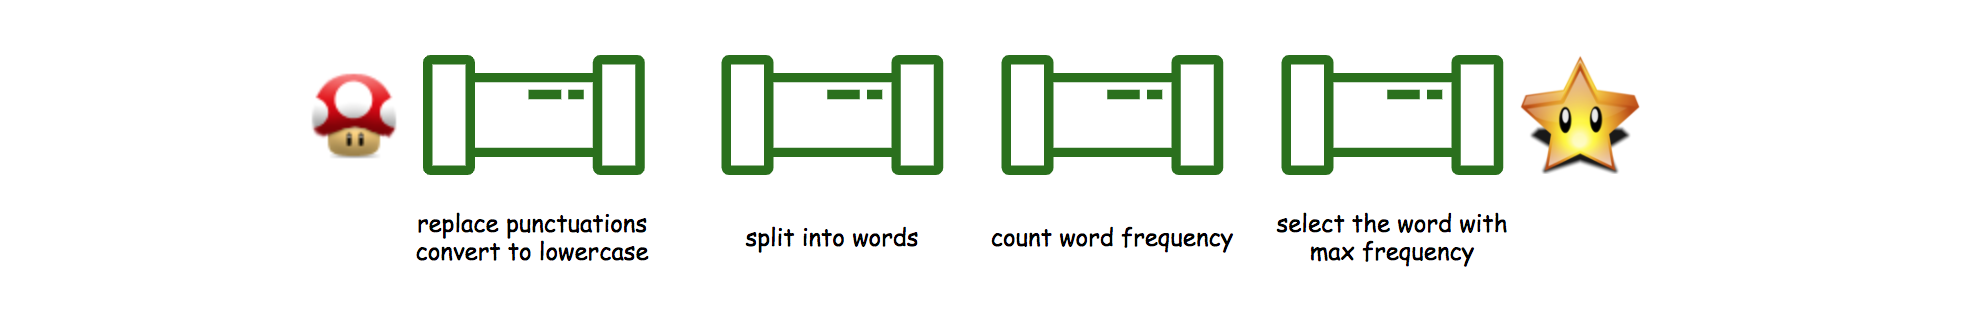 replace punctuations
convert to lowercase
split into words
count word frequency
select the word with
max frequency